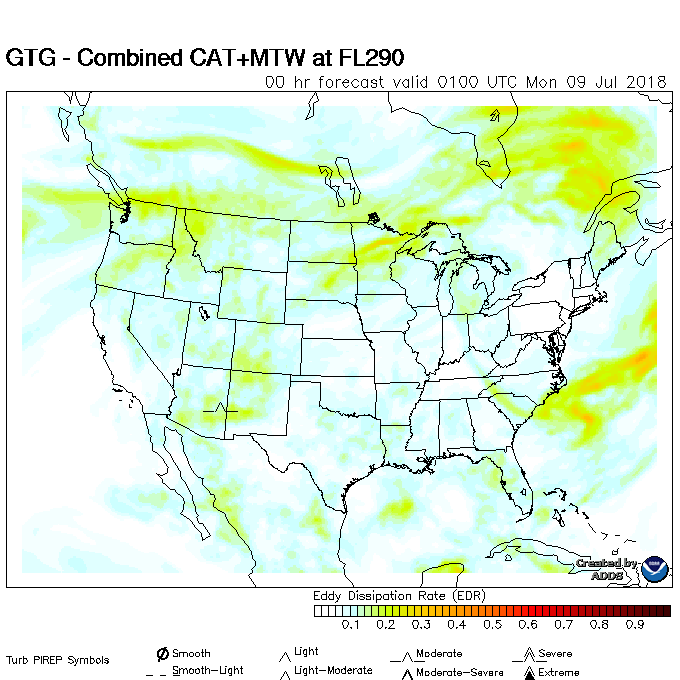 GTG - Combined CAT+MTW at FL290
00 hr forecast valid 0100 UTC Mon 09 Jul 2018
Created by
ADDS
NOAA
Eddy Dissipation Rate (EDR)
0.1 0.2 0.3 0.4 0.5 0.6 0.7 0.8 0.9
Turb PIREP Symbols
Smooth Light Moderate Severe
Smooth-Light Light-Moderate Moderate-Severe Extreme